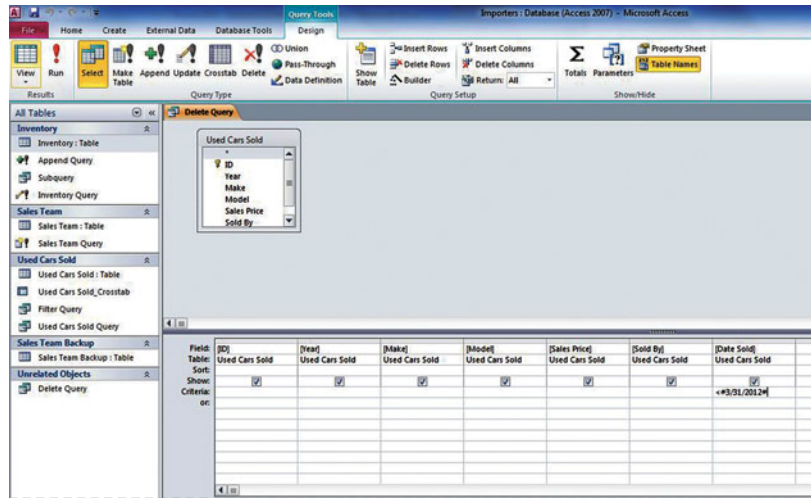 Query Tools
Importers : Database (Access 2007) - Microsoft Access
File Home Create External Data Database Tools Design
View
Run
Select
Make Table
Append
Update
Crosstab
Delete
Union
Pass-Through
Data Definition
Show Table
Insert Rows
Delete Rows
Builder
Insert Columns
Delete Columns
Return: All
Totals
Parameters
Property Sheet
Table Names
Results Query Type Query Setup Show/Hide
All Tables
Delete Query
Inventory
Inventory : Table
Append Query
Subquery
Inventory Query
Sales Team
Sales Team : Table
Sales Team Query
Used Cars Sold
Used Cars Sold : Table
Used Cars Sold_Crosstab
Filter Query
Used Cars Sold Query
Sales Team Backup
Sales Team Backup : Table
Unrelated Objects
Delete Query
Used Cars Sold
*
ID
Year
Make
Model
Sales Price
Sold By
Field: [ID] [Year] [Make] [Model] [Sales Price] [Sold By] [Date Sold]
Table: Used Cars Sold Used Cars Sold Used Cars Sold Used Cars Sold Used Cars Sold Used Cars Sold Used Cars Sold
Sort:
Show:
Criteria: <#3/31/2012#
or: